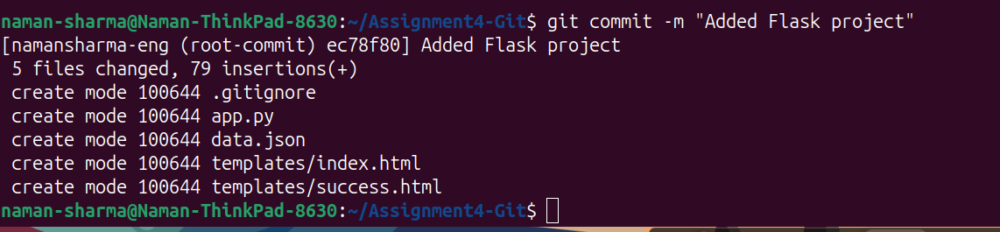 naman-sharma@Naman-ThinkPad-8630:~/Assignment4-Git$ git commit -m "Added Flask project"
[namansharma-eng (root-commit) ec78f80] Added Flask project
 5 files changed, 79 insertions(+)
 create mode 100644 .gitignore
 create mode 100644 app.py
 create mode 100644 data.json
 create mode 100644 templates/index.html
 create mode 100644 templates/success.html
naman-sharma@Naman-ThinkPad-8630:~/Assignment4-Git$